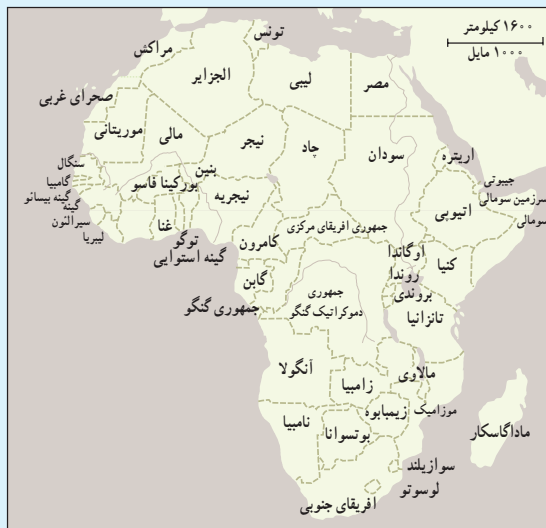 ۱۶۰۰ کیلومتر
۱۰۰۰ مایل
تونس
مراکش
الجزایر
لیبی
مصر
صحرای غربی
موریتانی
مالی
نیجر
چاد
سودان
اریتره
سنگال
گامبیا
گینه بیسائو
گینه
سیرالئون
لیبریا
بورکینا فاسو
بنین
نیجریه
غنا
توگو
جیبوتی
سرزمین سومالی
سومالی
اتیوپی
جمهوری افریقای مرکزی
کامرون
گینه استوایی
گابن
جمهوری کنگو
جمهوری
دموکراتیک کنگو
اوگاندا
روندا
بروندی
کنیا
تانزانیا
آنگولا
زامبیا
مالاوی
موزامبیک
زیمبابوه
نامبیا
بوتسوانا
ماداگاسکار
سوازیلند
لوسوتو
افریقای جنوبی